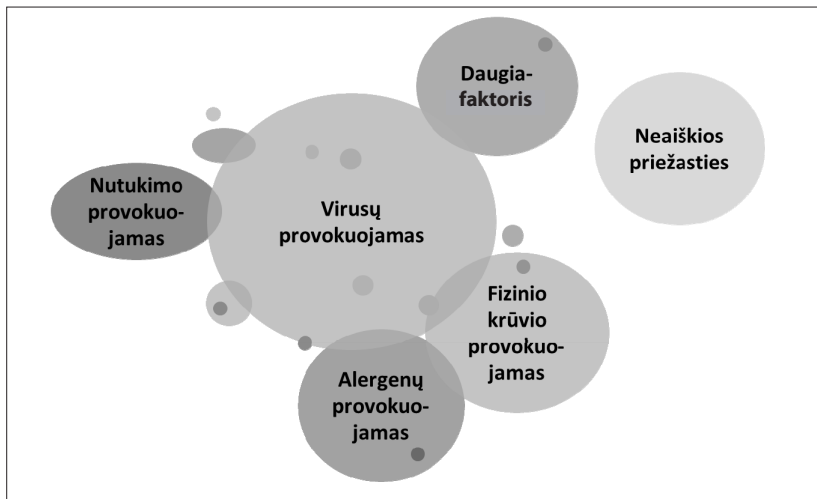 Daugia-
faktoris
Neaiškios
priežasties
Nutukimo
provokuo-
jamas
Virusų
provokuojamas
Fizinio
krūvio
provokuo-
jamas
Alergenų
provokuo-
jamas